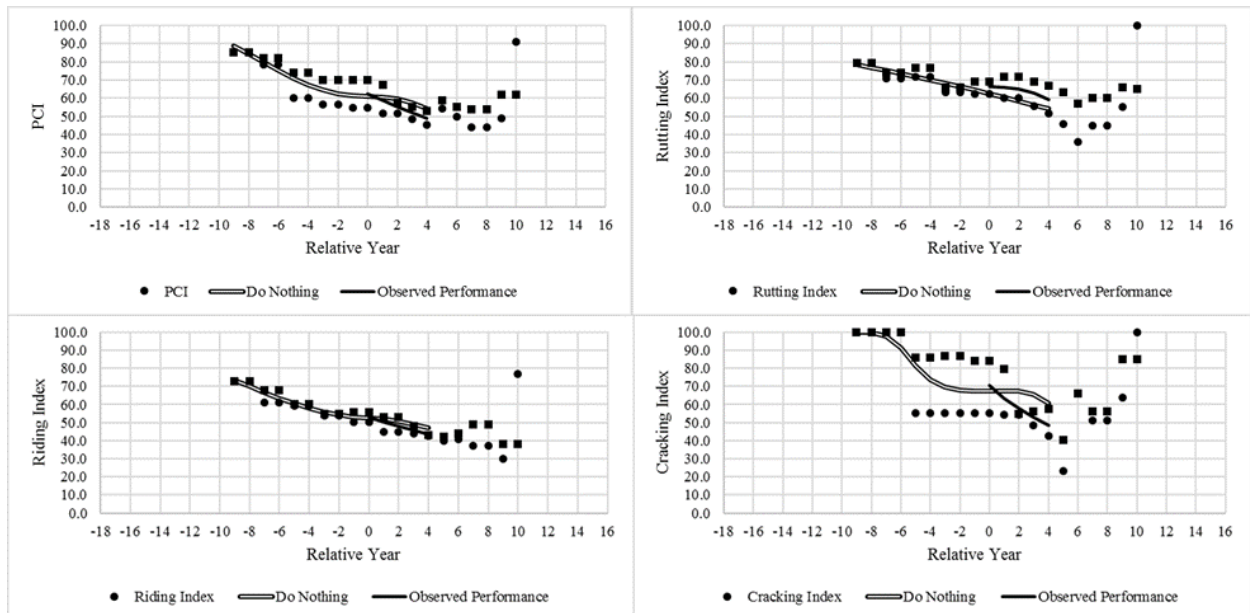 100.0
90.0
80.0
70.0
60.0
50.0
40.0
30.0
20.0
10.0
0.0
PCI
-18 -16 -14 -12 -10 -8 -6 -4 -2 0 2 4 6 8 10 12 14 16
Relative Year
PCI Do Nothing Observed Performance
100.0
90.0
80.0
70.0
60.0
50.0
40.0
30.0
20.0
10.0
0.0
Rutting Index
-18 -16 -14 -12 -10 -8 -6 -4 -2 0 2 4 6 8 10 12 14 16
Relative Year
Rutting Index Do Nothing Observed Performance
100.0
90.0
80.0
70.0
60.0
50.0
40.0
30.0
20.0
10.0
0.0
Riding Index
-18 -16 -14 -12 -10 -8 -6 -4 -2 0 2 4 6 8 10 12 14 16
Relative Year
Riding Index Do Nothing Observed Performance
100.0
90.0
80.0
70.0
60.0
50.0
40.0
30.0
20.0
10.0
0.0
Cracking Index
-18 -16 -14 -12 -10 -8 -6 -4 -2 0 2 4 6 8 10 12 14 16
Relative Year
Cracking Index Do Nothing Observed Performance